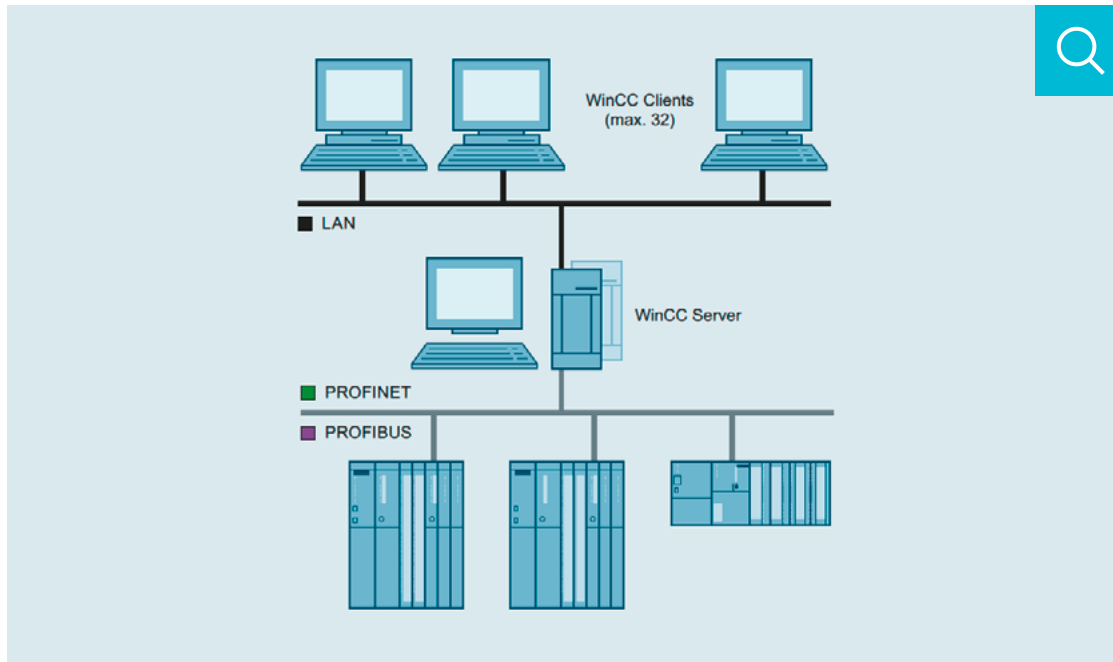 WinCC Clients
(max. 32)
LAN
WinCC Server
PROFINET
PROFIBUS